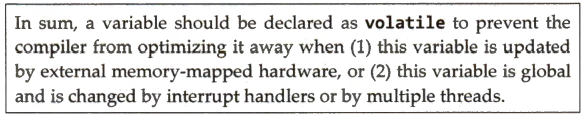 In sum, a variable should be declared as volatile to prevent the
compiler from optimizing it away when (1) this variable is updated
by external memory-mapped hardware, or (2) this variable is global
and is changed by interrupt handlers or by multiple threads.